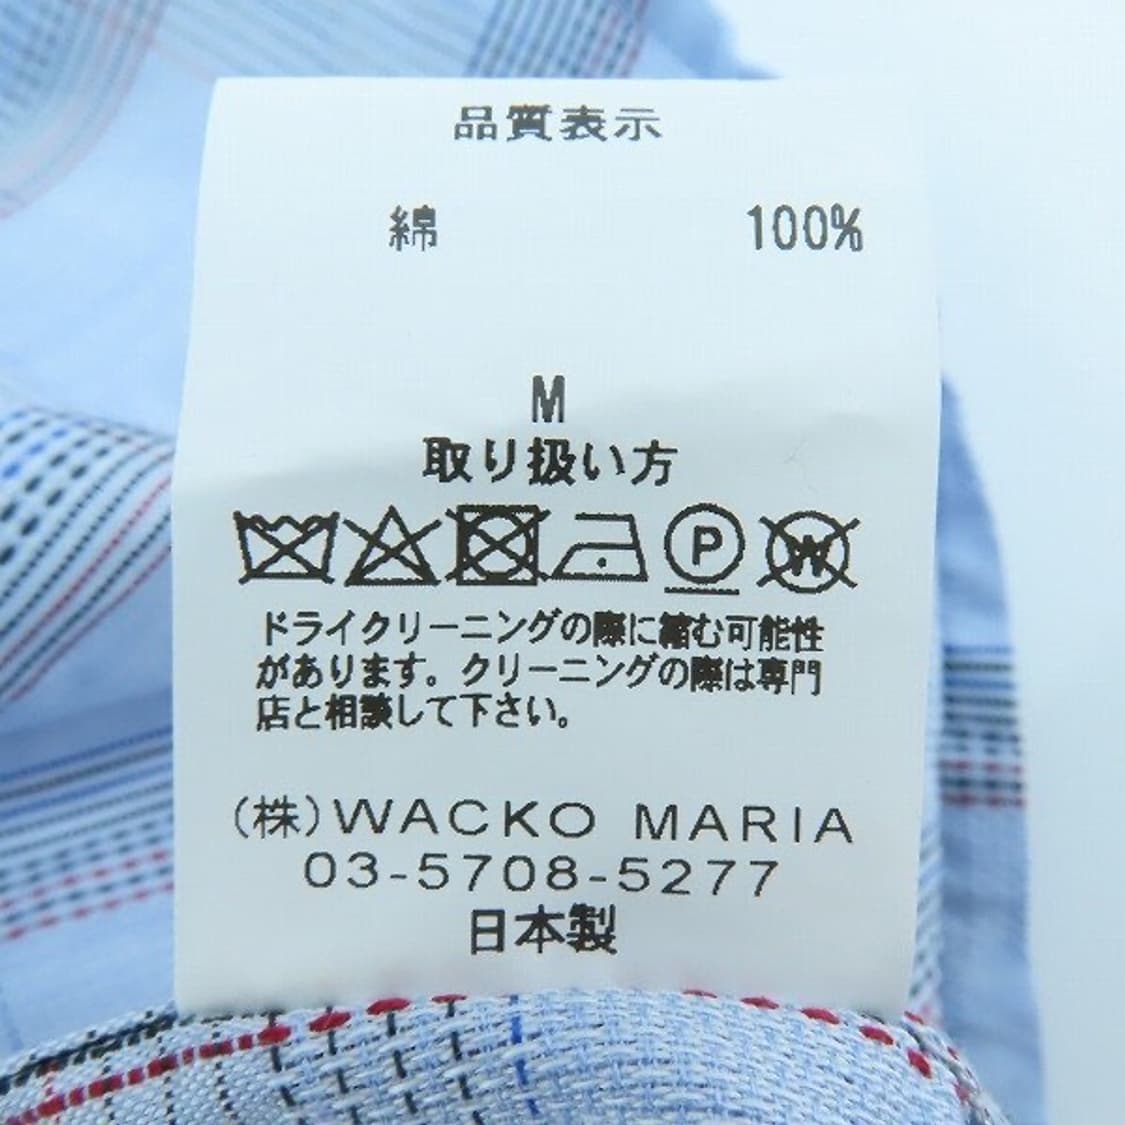 品質表示
綿 100%
M
取り扱い方
P W
ドライクリーニングの際に縮む可能性
があります。クリーニングの際は専門
店と相談して下さい。
(株)WACKO MARIA
03-5708-5277
日本製